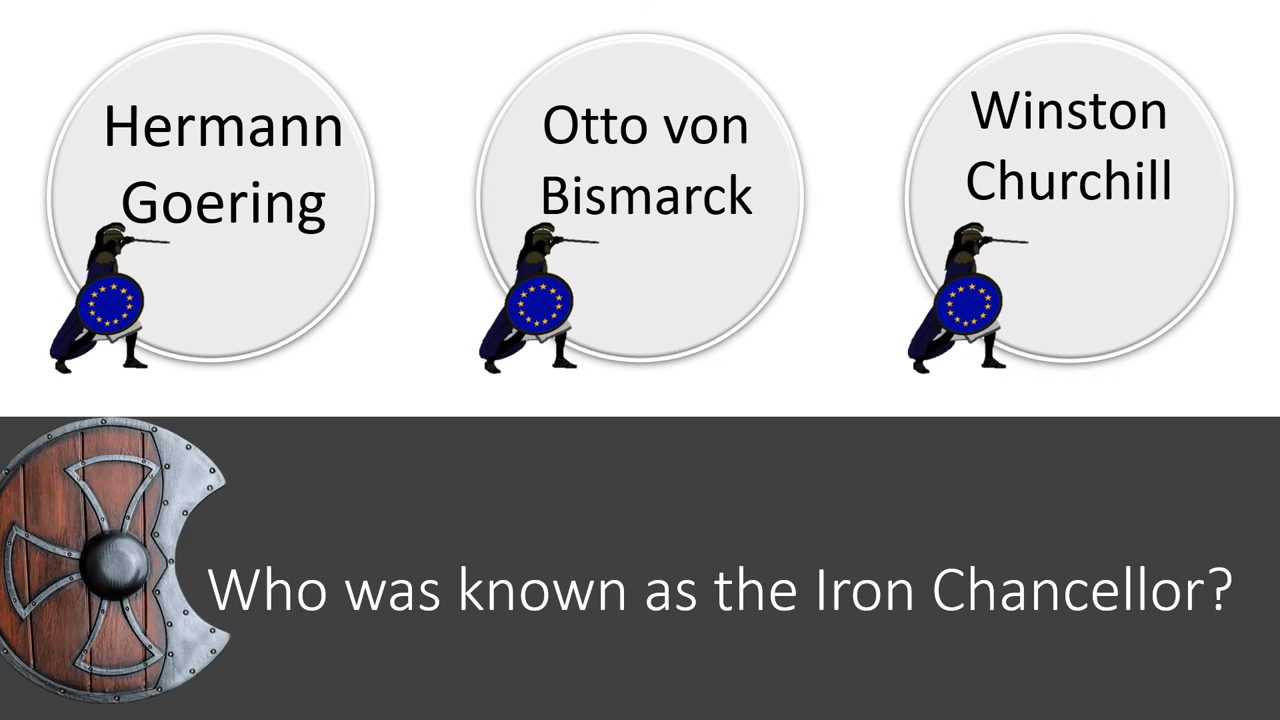 Hermann
Goering
Otto von
Bismarck
Winston
Churchill
Who was known as the Iron Chancellor?